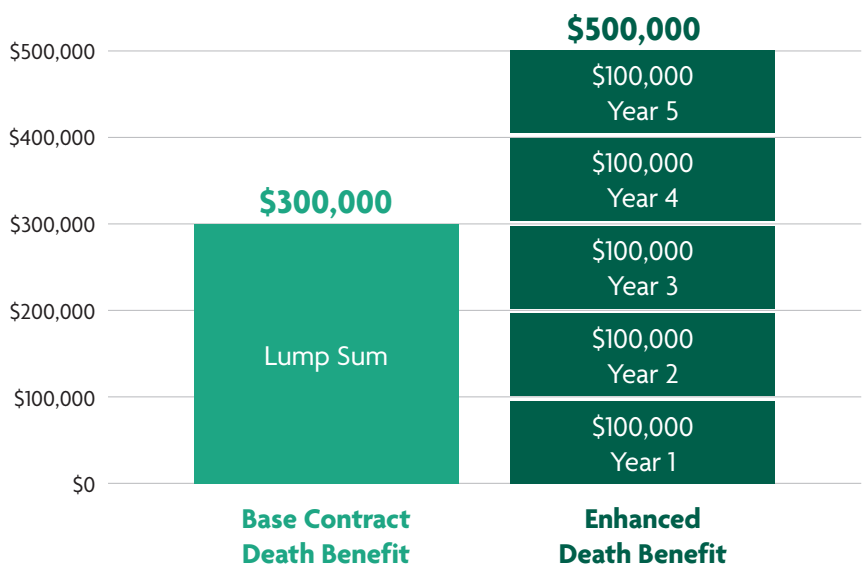 $500,000
$500,000
$100,000
Year 5
$400,000
$100,000
Year 4
$300,000
$300,000
$100,000
Year 3
$200,000
$100,000
Year 2
Lump Sum
$100,000
$100,000
Year 1
$0
Base Contract
Death Benefit
Enhanced
Death Benefit